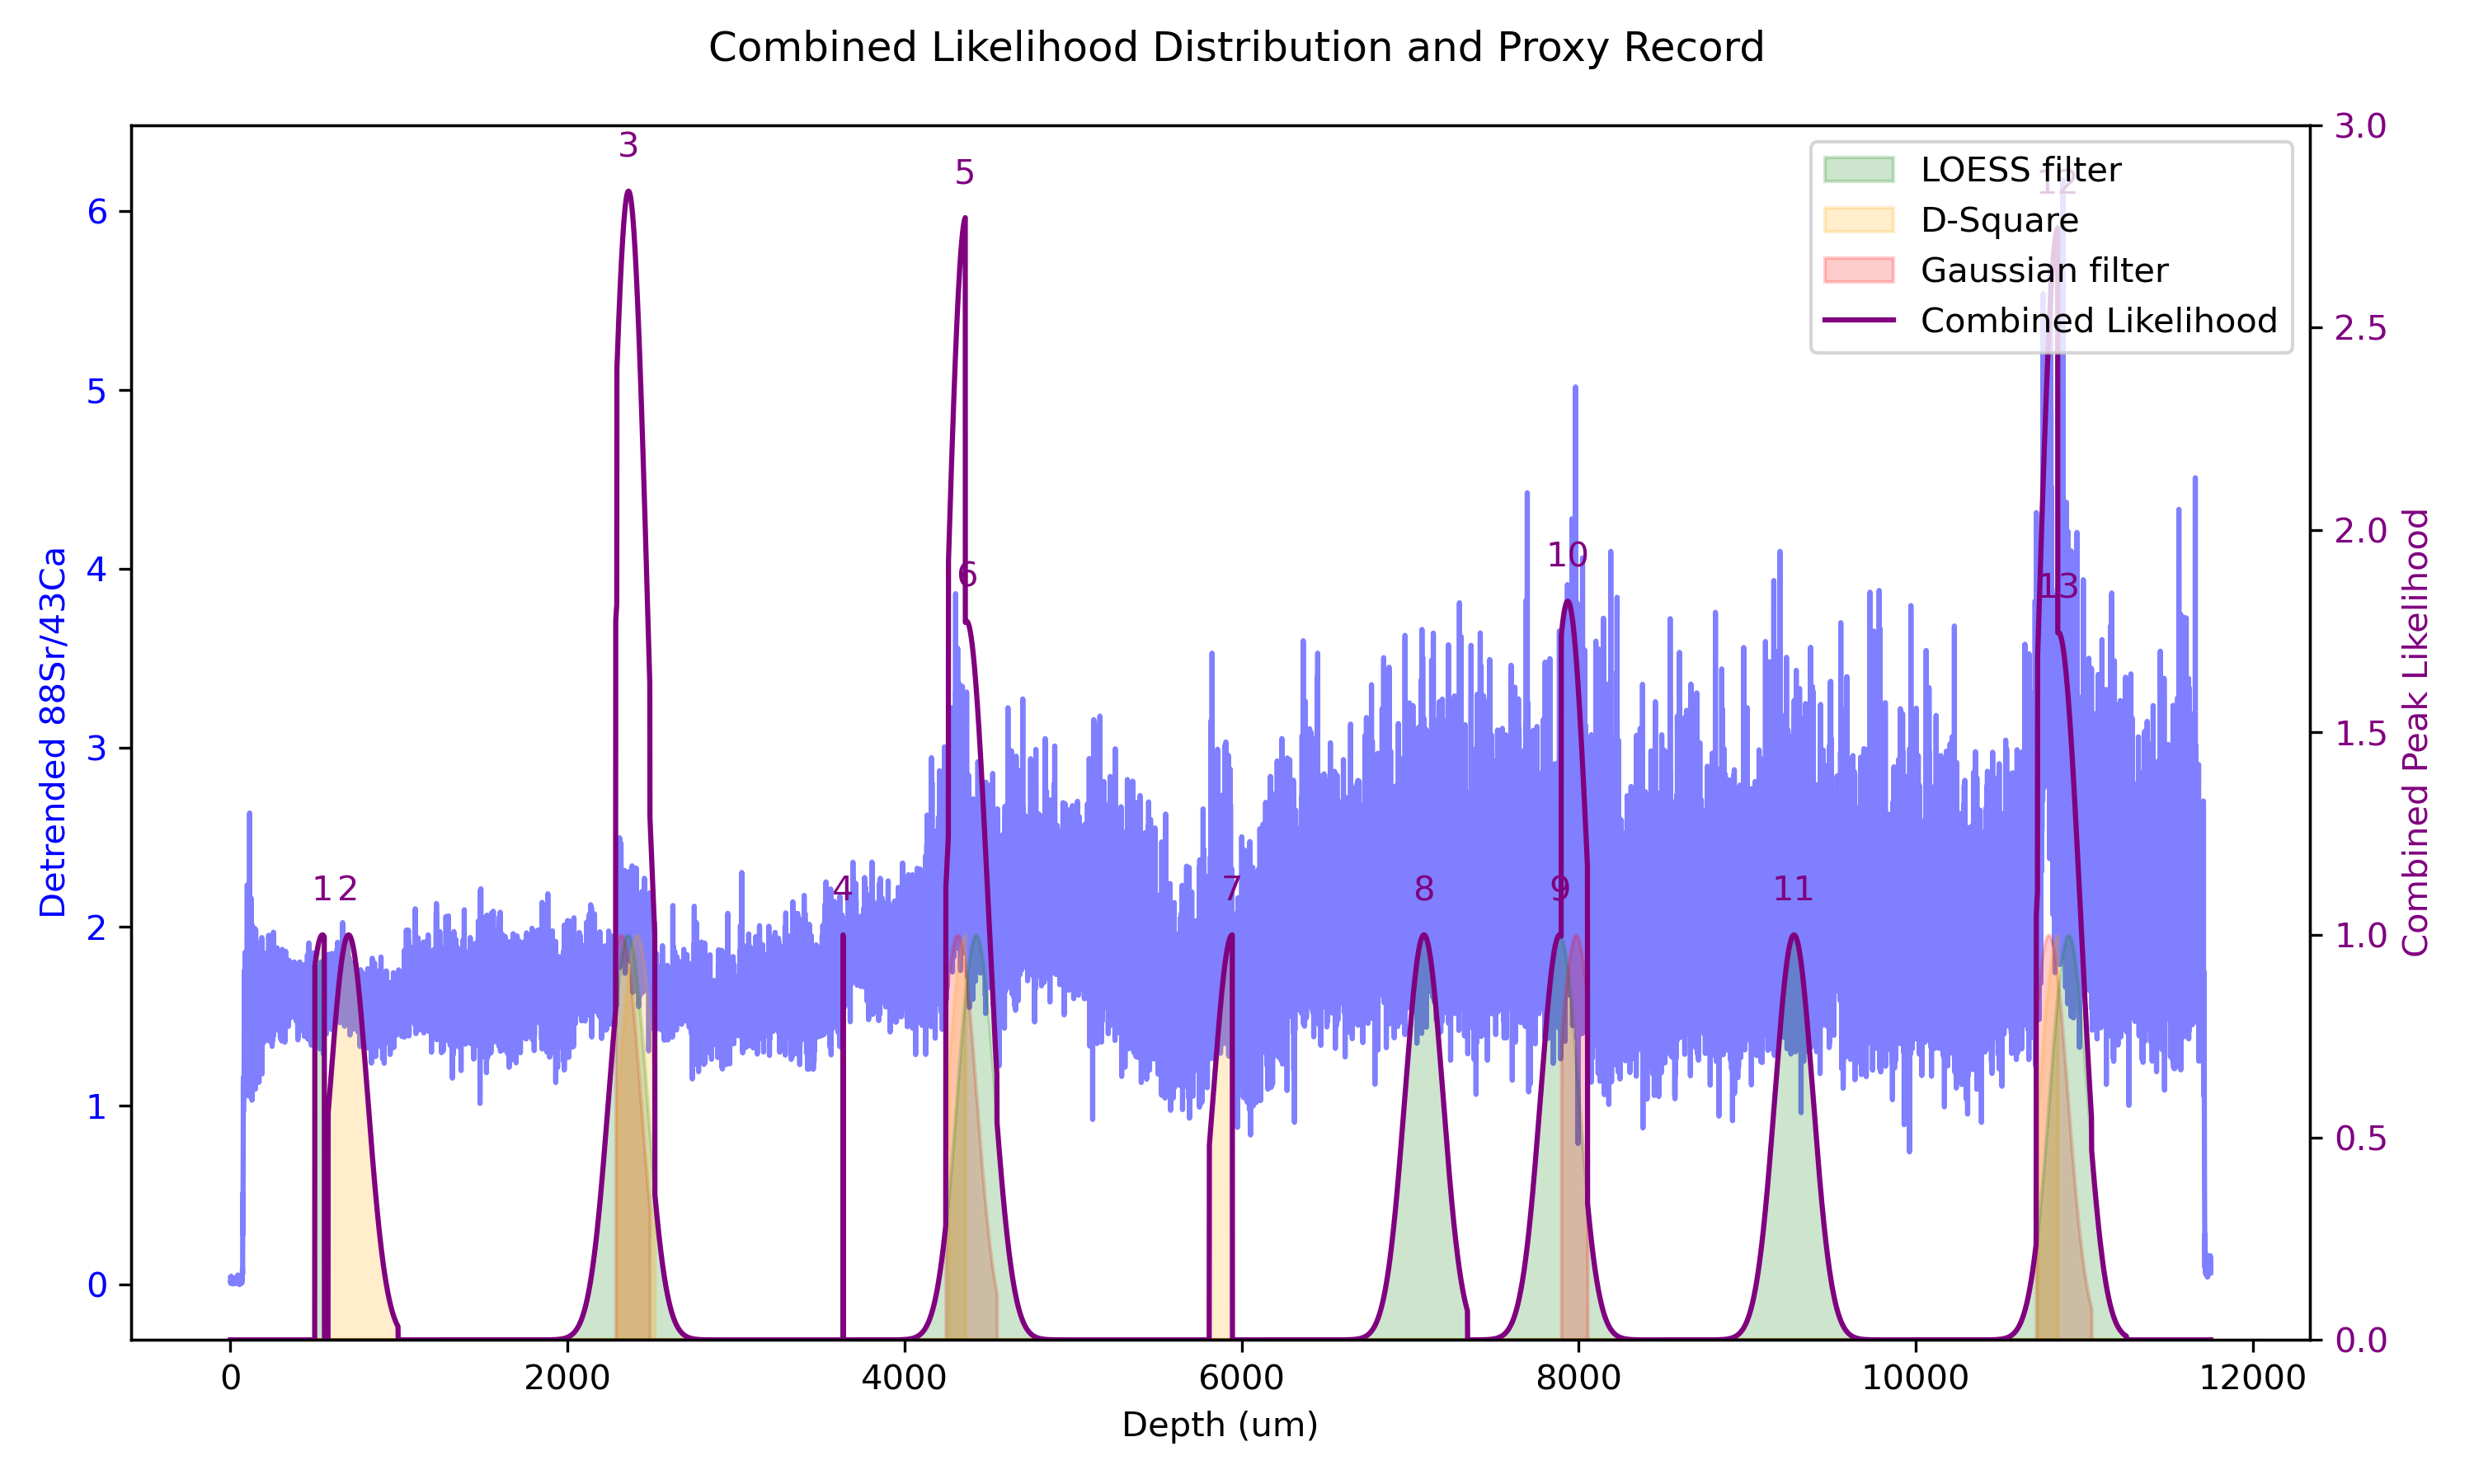 Combined Likelihood Distribution and Proxy Record
Detrended 88Sr/43Ca
6
5
4
3
2
1
0
3
5
12
6
10
13
1 2
4
7
8
9
11
LOESS filter
D-Square
Gaussian filter
Combined Likelihood
3.0
2.5
2.0
1.5
1.0
0.5
0.0
Combined Peak Likelihood
0 2000 4000 6000 8000 10000 12000
Depth (um)